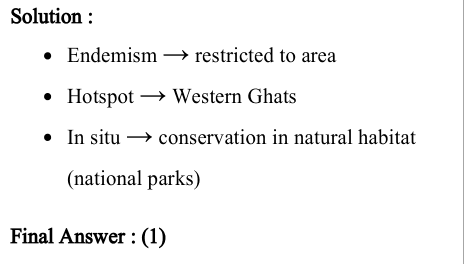 Solution :
• Endemism ⟶ restricted to area
• Hotspot ⟶ Western Ghats
• In situ ⟶ conservation in natural habitat
(national parks)
Final Answer : (1)